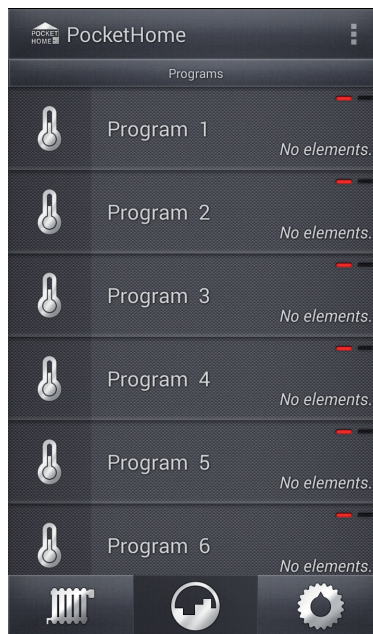 POCKET
HOME
PocketHome
Programs
Program 1
No elements.
Program 2
No elements.
Program 3
No elements.
Program 4
No elements.
Program 5
No elements.
Program 6
No elements.